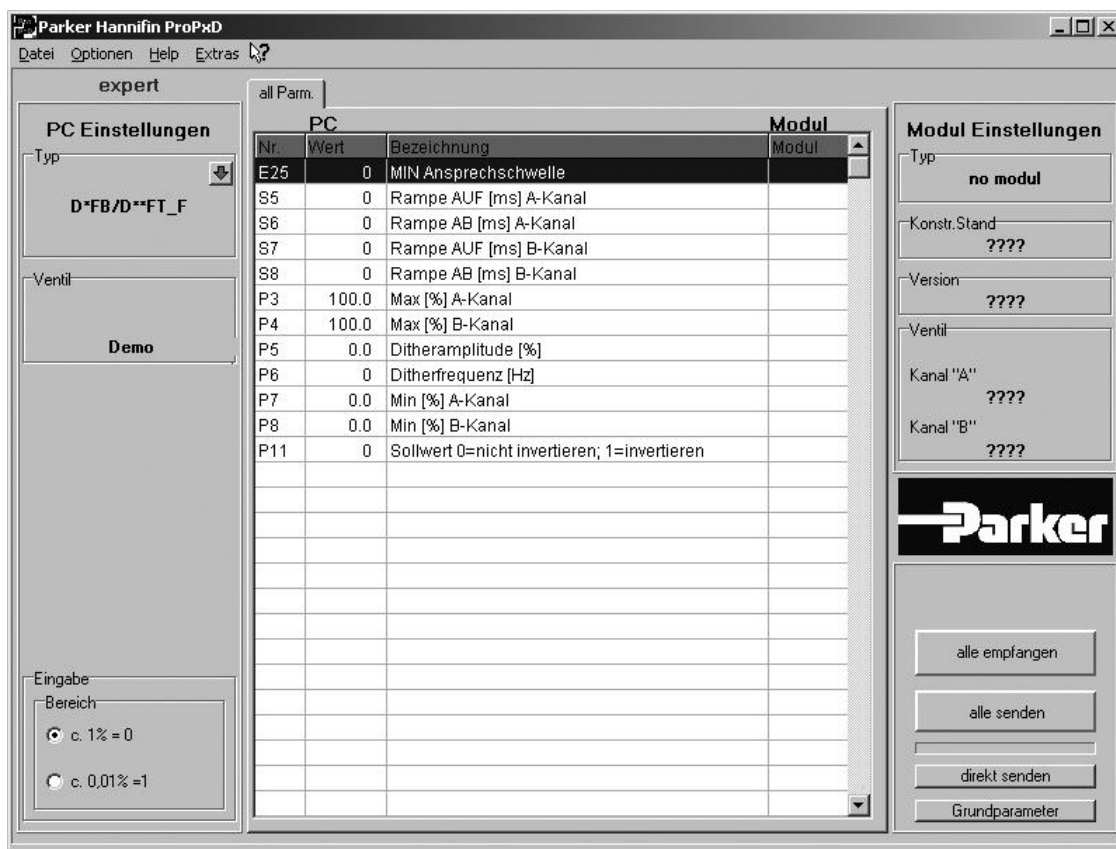 Parker Hannifin ProPxD
Datei Optionen Help Extras
expert
PC Einstellungen
Typ
D*FB/D**FT_F
Ventil
Demo
Eingabe
Bereich
c. 1% = 0
c. 0,01% =1
all Parm.
PC Modul
Nr. Wert Bezeichnung Modul
E25 0 MIN Ansprechschwelle
S5 0 Rampe AUF [ms] A-Kanal
S6 0 Rampe AB [ms] A-Kanal
S7 0 Rampe AUF [ms] B-Kanal
S8 0 Rampe AB [ms] B-Kanal
P3 100.0 Max [%] A-Kanal
P4 100.0 Max [%] B-Kanal
P5 0.0 Ditheramplitude [%]
P6 0 Ditherfrequenz [Hz]
P7 0.0 Min [%] A-Kanal
P8 0.0 Min [%] B-Kanal
P11 0 Sollwert 0=nicht invertieren; 1=invertieren
Modul Einstellungen
Typ
no modul
Konstr.Stand
????
Version
????
Ventil
Kanal "A"
????
Kanal "B"
????
Parker
alle empfangen
alle senden
direkt senden
Grundparameter